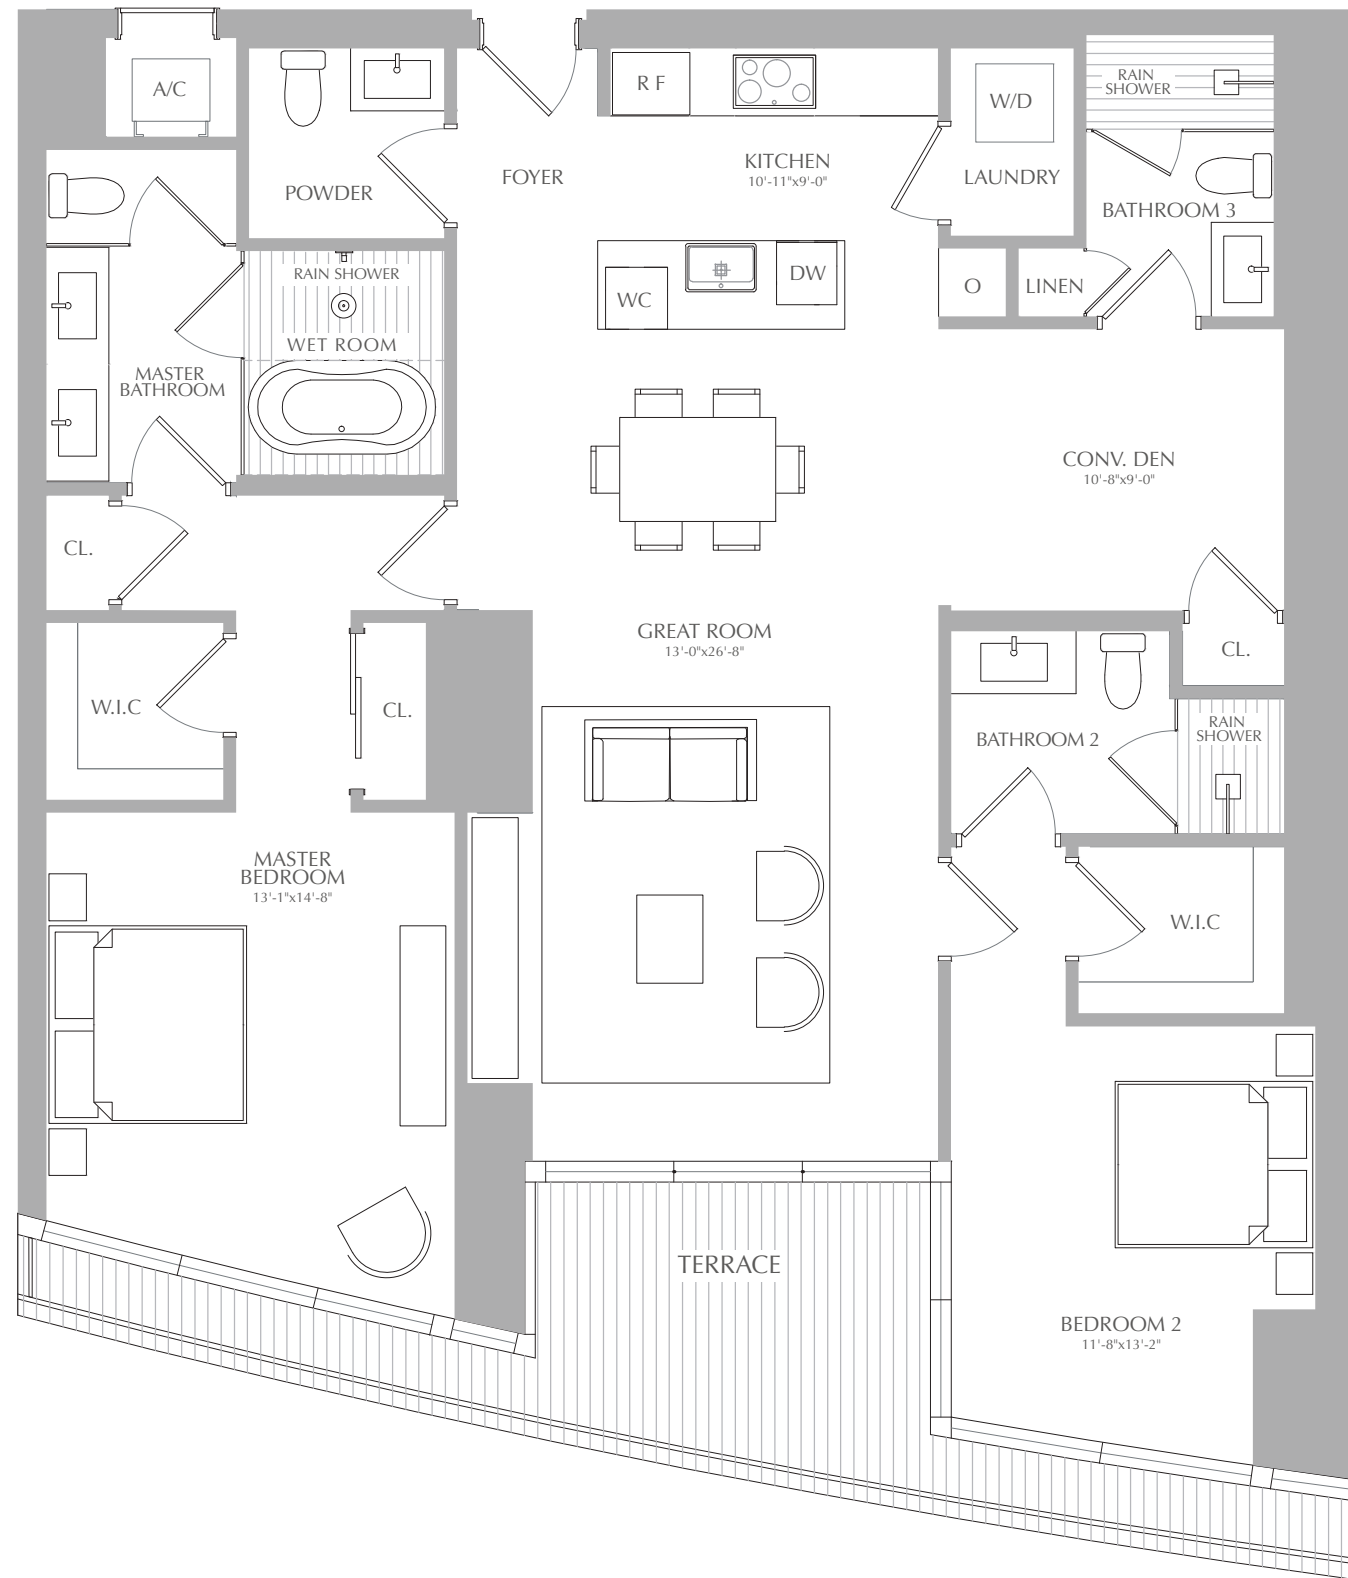 A/C
R F
W/D
RAIN
SHOWER
KITCHEN
10'-11"x9'-0"
FOYER
LAUNDRY
POWDER
BATHROOM 3
RAIN SHOWER
DW
WC
O
LINEN
WET ROOM
MASTER
BATHROOM
CONV. DEN
10'-8"x9'-0"
CL.
GREAT ROOM
13'-0"x26'-8"
CL.
W.I.C
CL.
RAIN
SHOWER
BATHROOM 2
MASTER
BEDROOM
13'-1"x14'-8"
W.I.C
TERRACE
BEDROOM 2
11'-8"x13'-2"